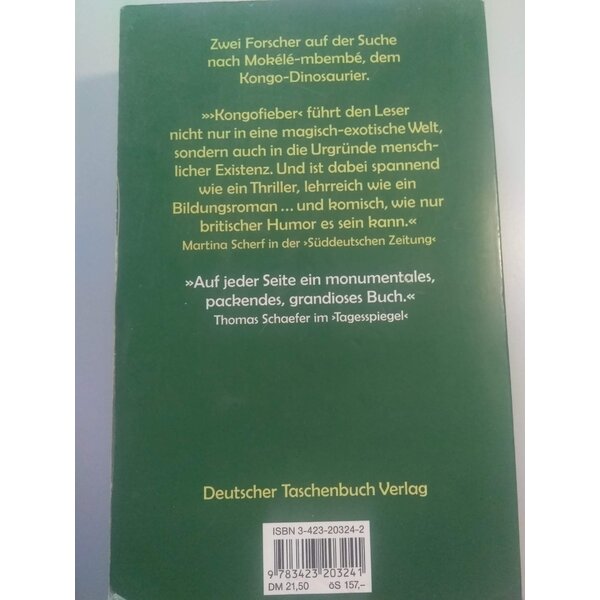 Zwei Forscher auf der Suche
nach Mokélé-mbembé, dem
Kongo-Dinosaurier.
»›Kongofieber‹ führt den Leser
nicht nur in eine magisch-exotische Welt,
sondern auch in die Urgründe mensch-
licher Existenz. Und ist dabei spannend
wie ein Thriller, lehrreich wie ein
Bildungsroman ... und komisch, wie nur
britischer Humor es sein kann.«
Martina Scherf in der ›Süddeutschen Zeitung‹
»Auf jeder Seite ein monumentales,
packendes, grandioses Buch.«
Thomas Schaefer im ›Tagesspiegel‹
Deutscher Taschenbuch Verlag
ISBN 3-423-20324-2
9 783423 203241
DM 21,50 öS 157,–